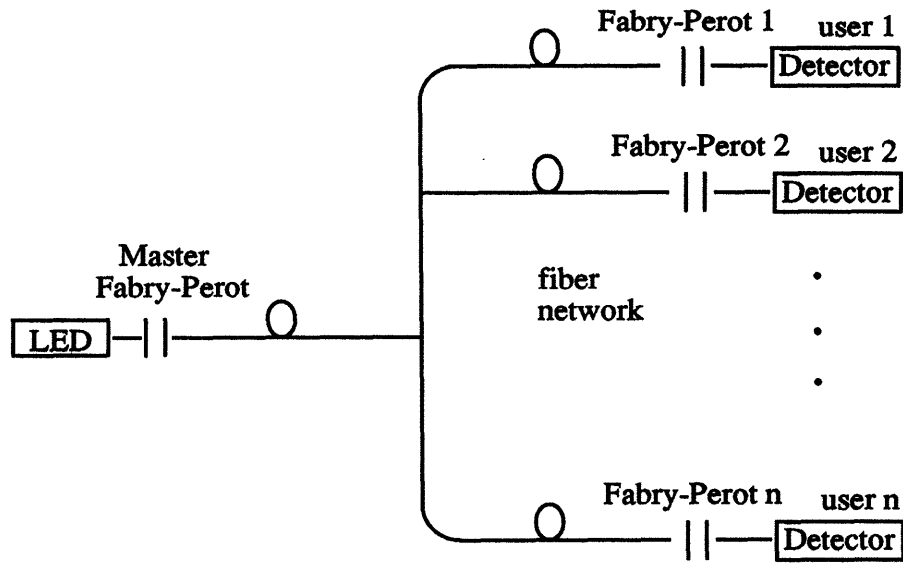 Fabry-Perot 1
user 1
Detector
Fabry-Perot 2
user 2
Detector
Master
Fabry-Perot
LED
fiber
network
Fabry-Perot n
user n
Detector